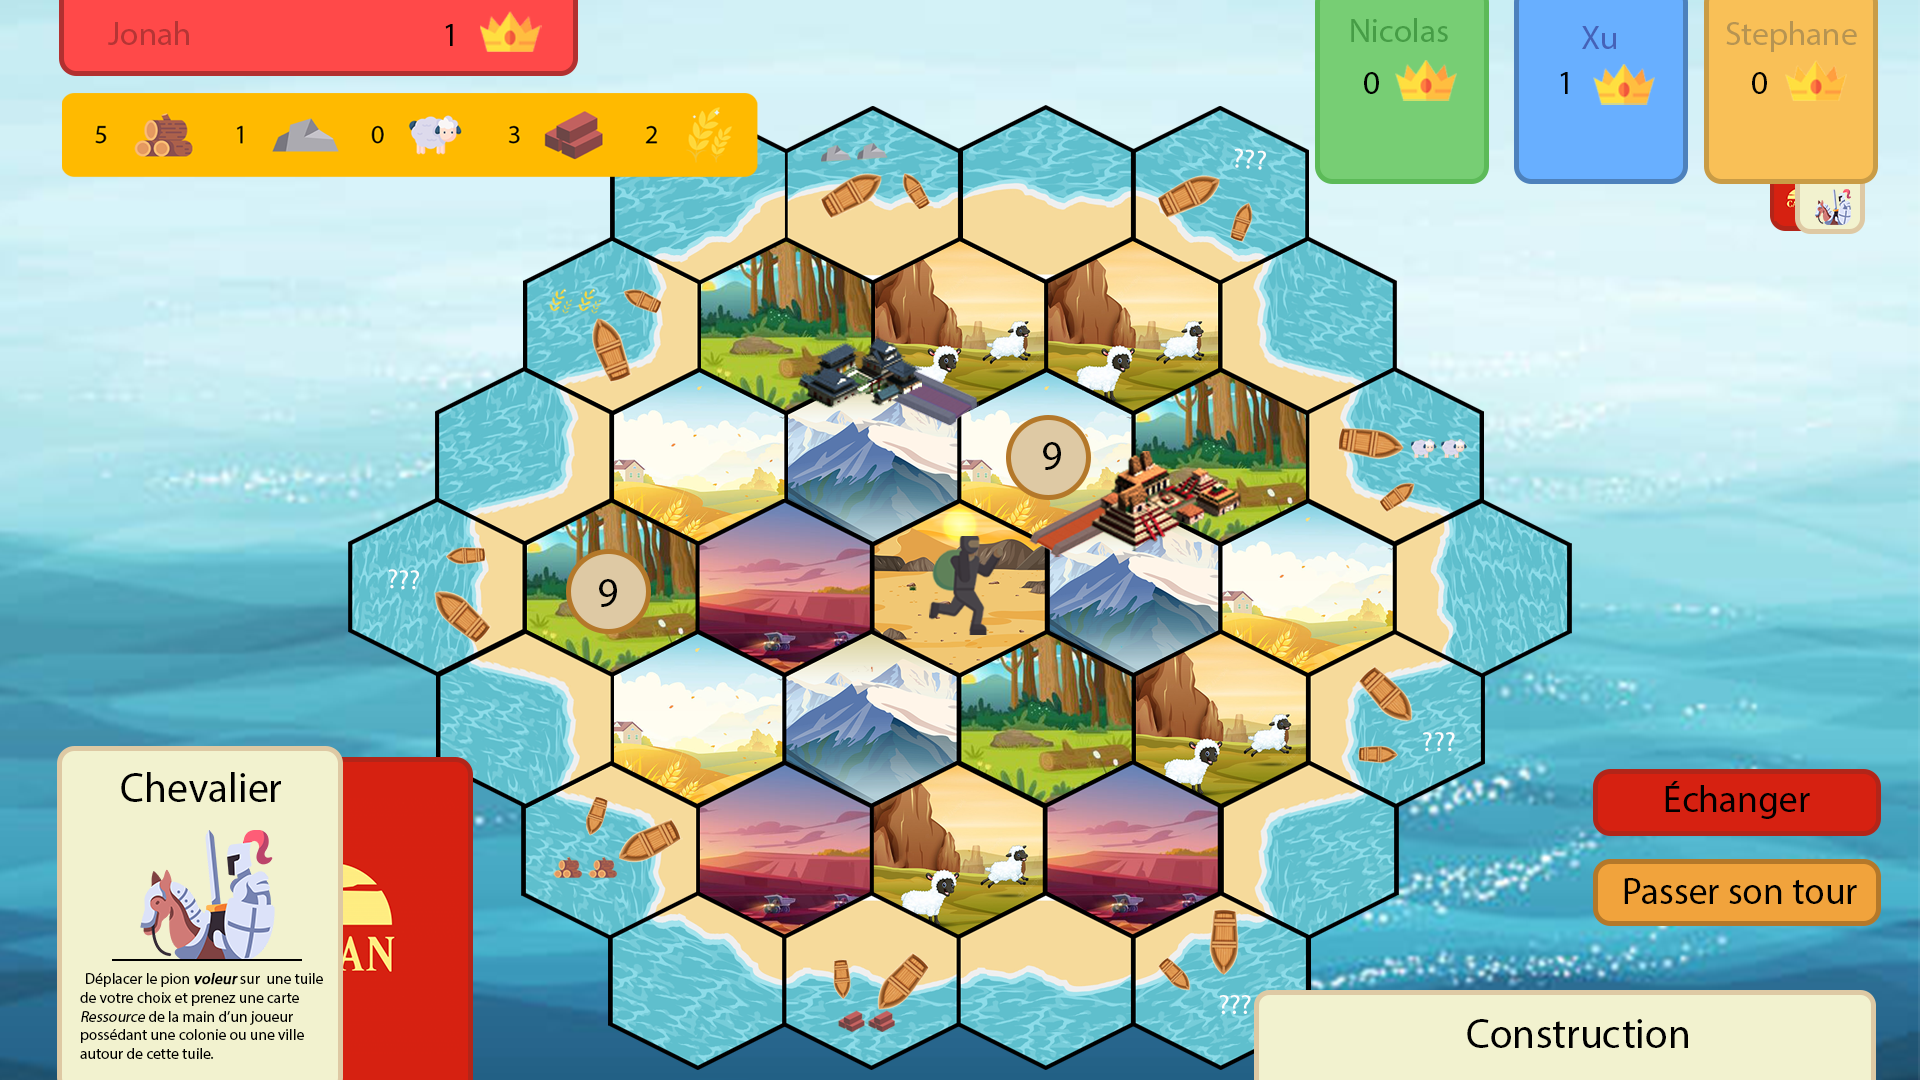 Jonah 1
Nicolas
0
Xu
1
Stephane
0
5 1 0 3 2
???
9
???
9
???
???
Échanger
Passer son tour
Construction
Chevalier
Déplacer le pion voleur sur une tuile
de votre choix et prenez une carte
Ressource de la main d'un joueur
possédant une colonie ou une ville
autour de cette tuile.
AN